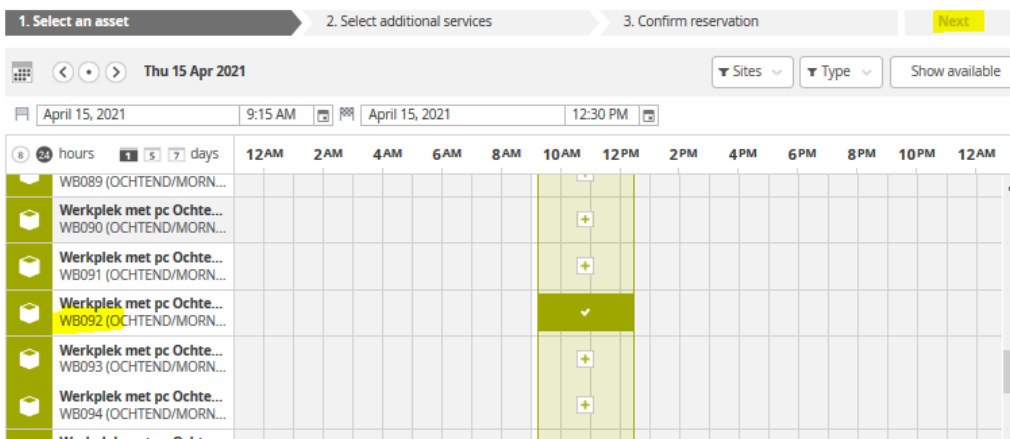 1. Select an asset 2. Select additional services 3. Confirm reservation Next
Thu 15 Apr 2021 Sites Type Show available
April 15, 2021 9:15 AM April 15, 2021 12:30 PM
8 24 hours 1 5 7 days 12AM 2AM 4AM 6AM 8AM 10AM 12PM 2PM 4PM 6PM 8PM 10PM 12AM
WB089 (OCHTEND/MORN...
Werkplek met pc Ochte...
WB090 (OCHTEND/MORN...
Werkplek met pc Ochte...
WB091 (OCHTEND/MORN...
Werkplek met pc Ochte...
WB092 (OCHTEND/MORN...
Werkplek met pc Ochte...
WB093 (OCHTEND/MORN...
Werkplek met pc Ochte...
WB094 (OCHTEND/MORN...